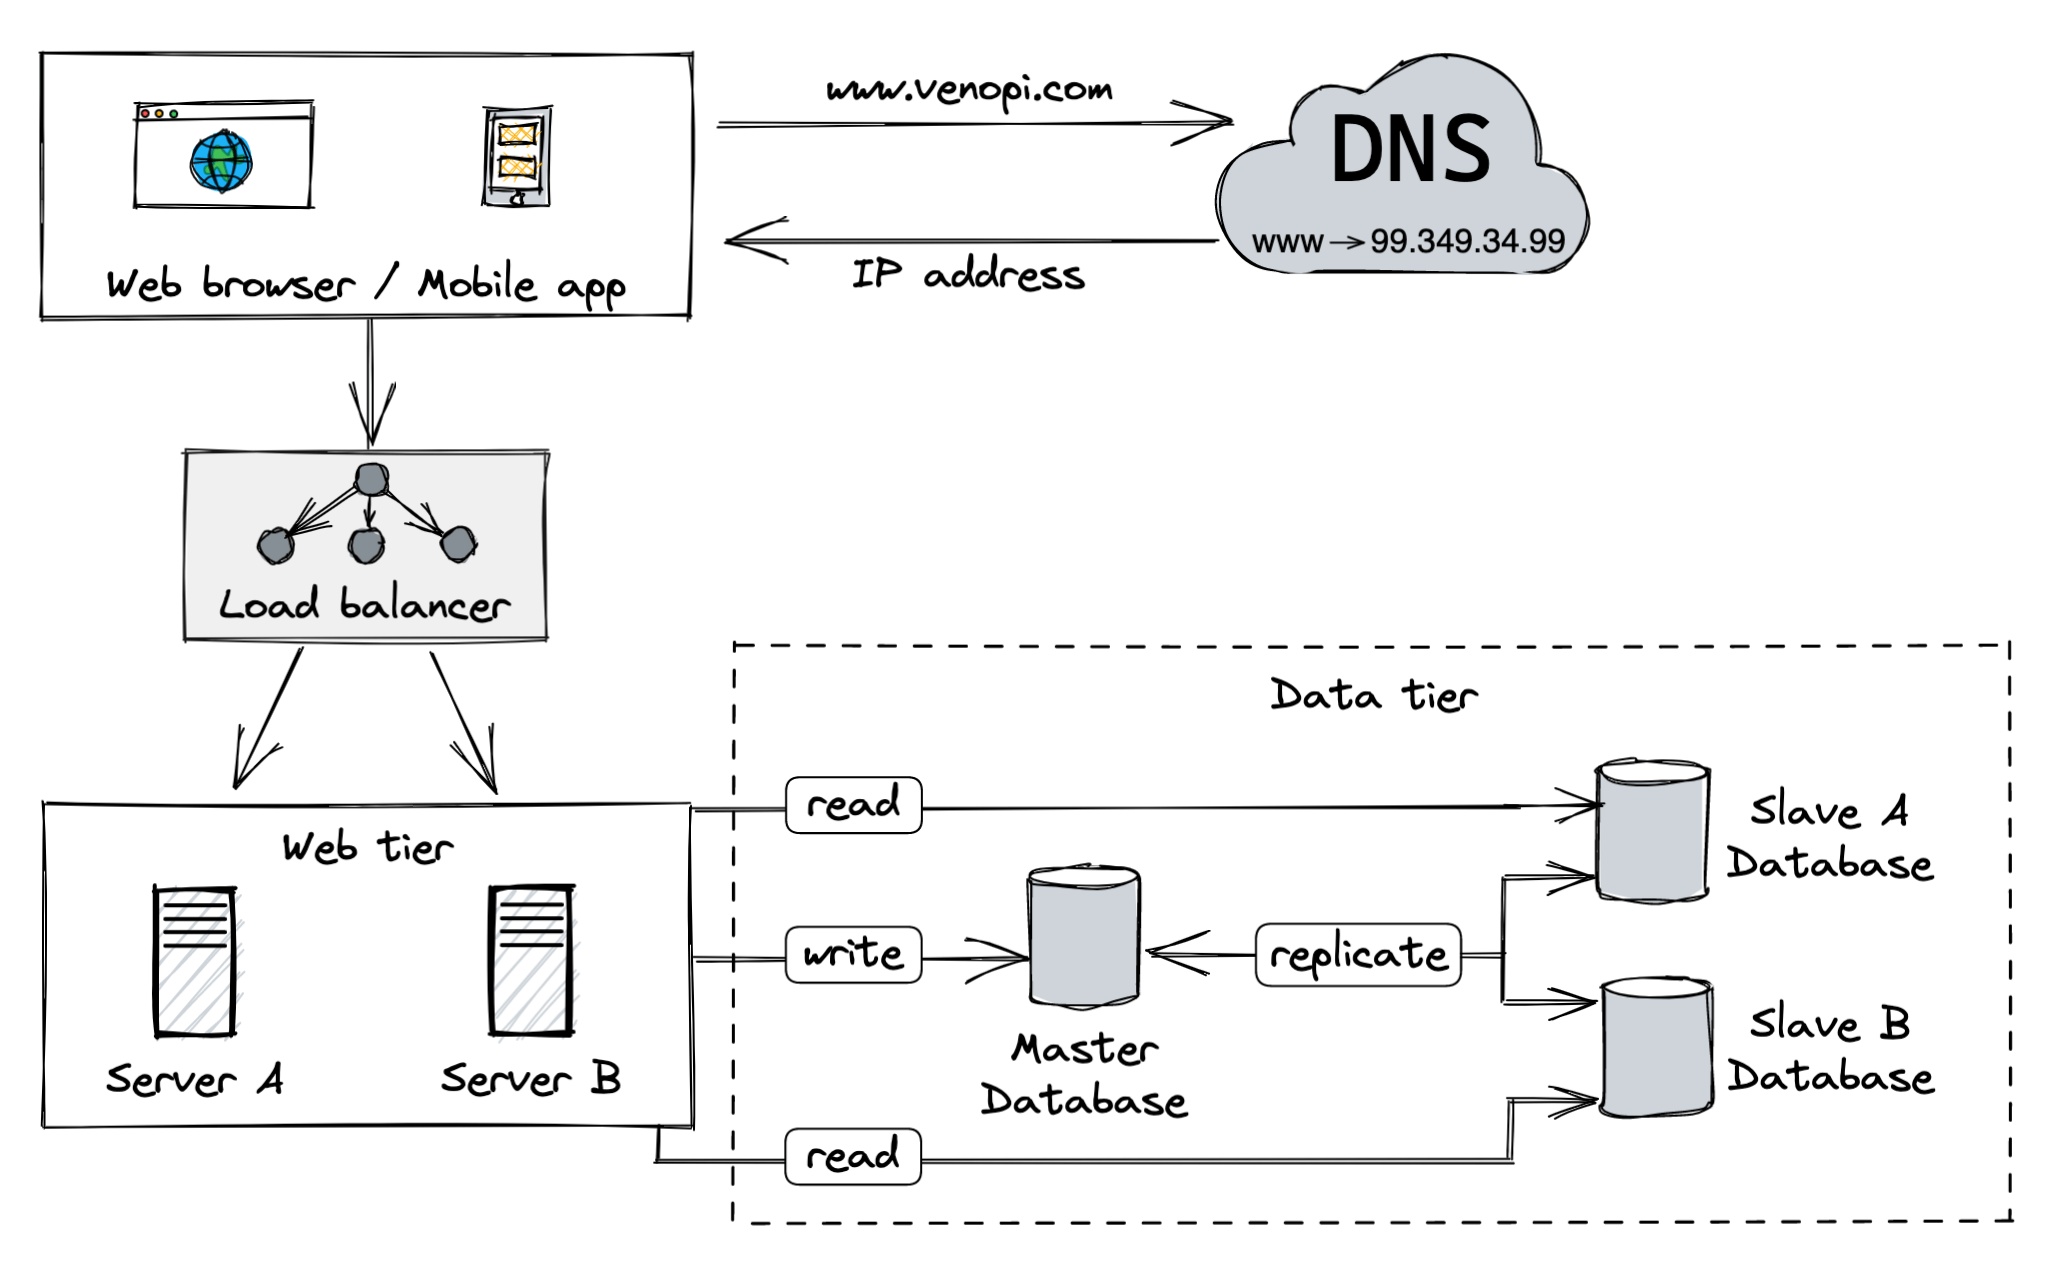 www.venopi.com
DNS
www→99.349.34.99
IP address
Web browser / Mobile app
Load balancer
Data tier
read
Slave A
Database
Web tier
write
replicate
Master
Database
Slave B
Database
Server A
Server B
read